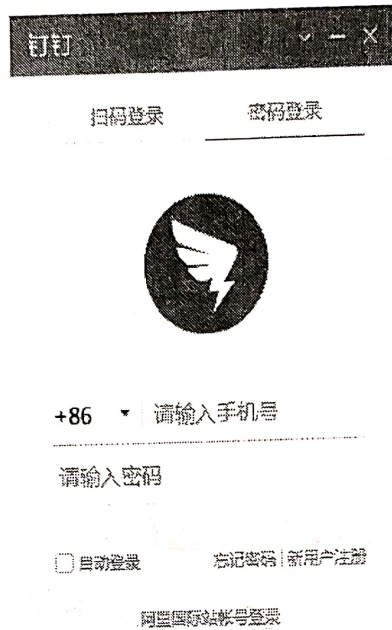 钉钉
扫码登录 密码登录
+86 请输入手机号
请输入密码
自动登录 忘记密码 | 新用户注册
阿里国际站帐号登录